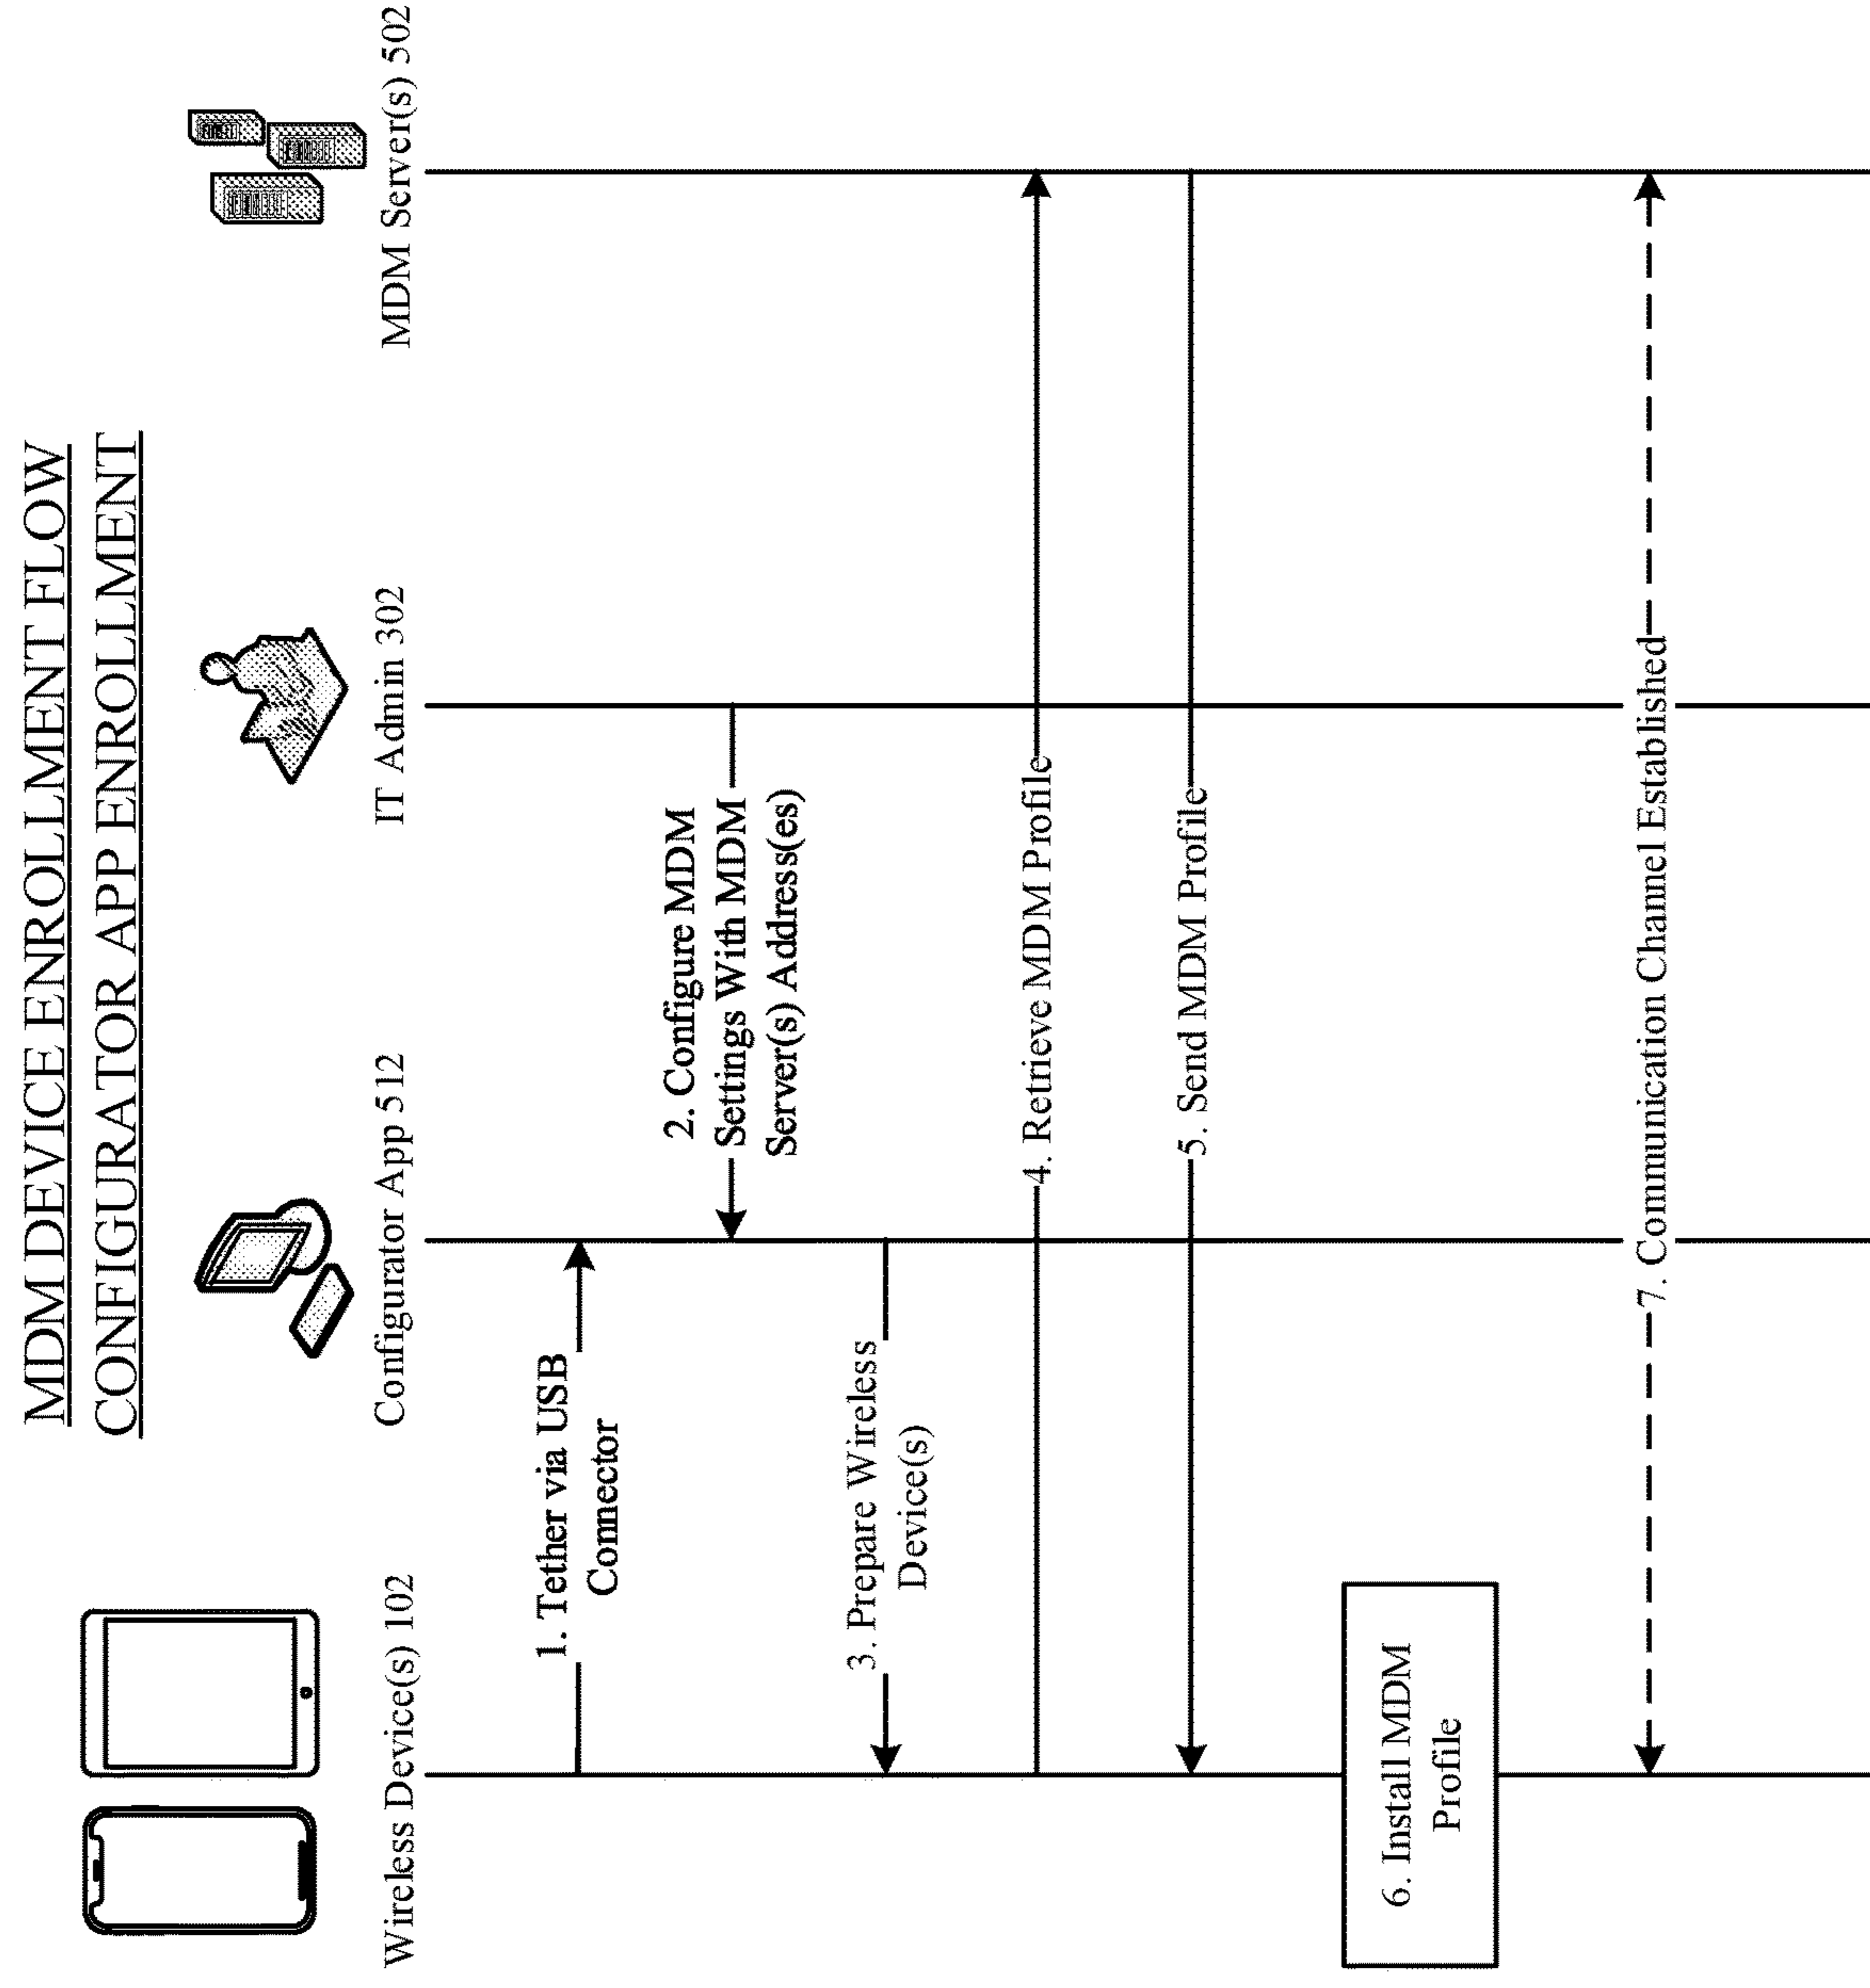 MDM DEVICE ENROLLMENT FLOW
CONFIGURATOR APP ENROLLMENT
Wireless Device(s) 102
Configurator App 512
IT Admin 302
MDM Server(s) 502
1. Tether via USB
Connector
2. Configure MDM
Settings With MDM
Server(s) Address(es)
3. Prepare Wireless
Device(s)
4. Retrieve MDM Profile
5. Send MDM Profile
6. Install MDM
Profile
7. Communication Channel Established